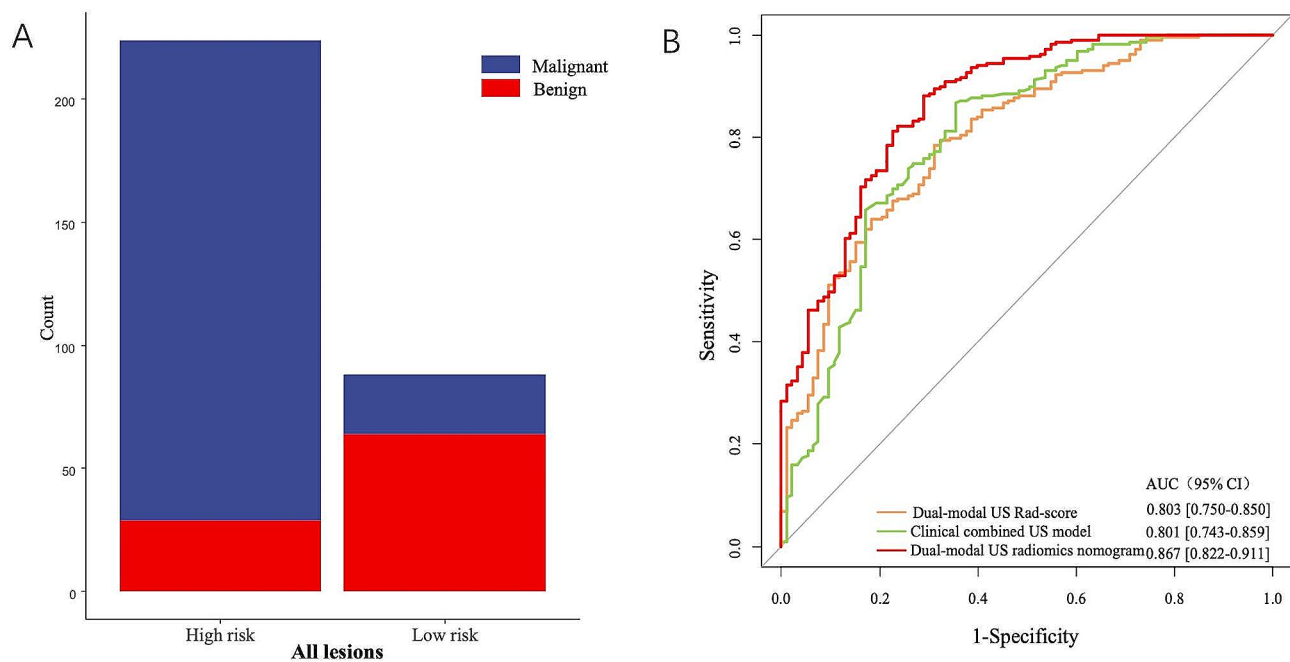 A
Malignant
Benign
200
150
100
50
0
Count
High risk
Low risk
All lesions
B
1.0
0.8
0.6
0.4
0.2
0.0
Sensitivity
AUC（95% CI）
Dual-modal US Rad-score 0.803 [750-0.850]
Clinical combined US model 0.801 [0.743-0.859]
Dual-modal US radiomics nomogram 0.867 [0.822-0.911]
0.0 0.2 0.4 0.6 0.8 1.0
1-Specificity